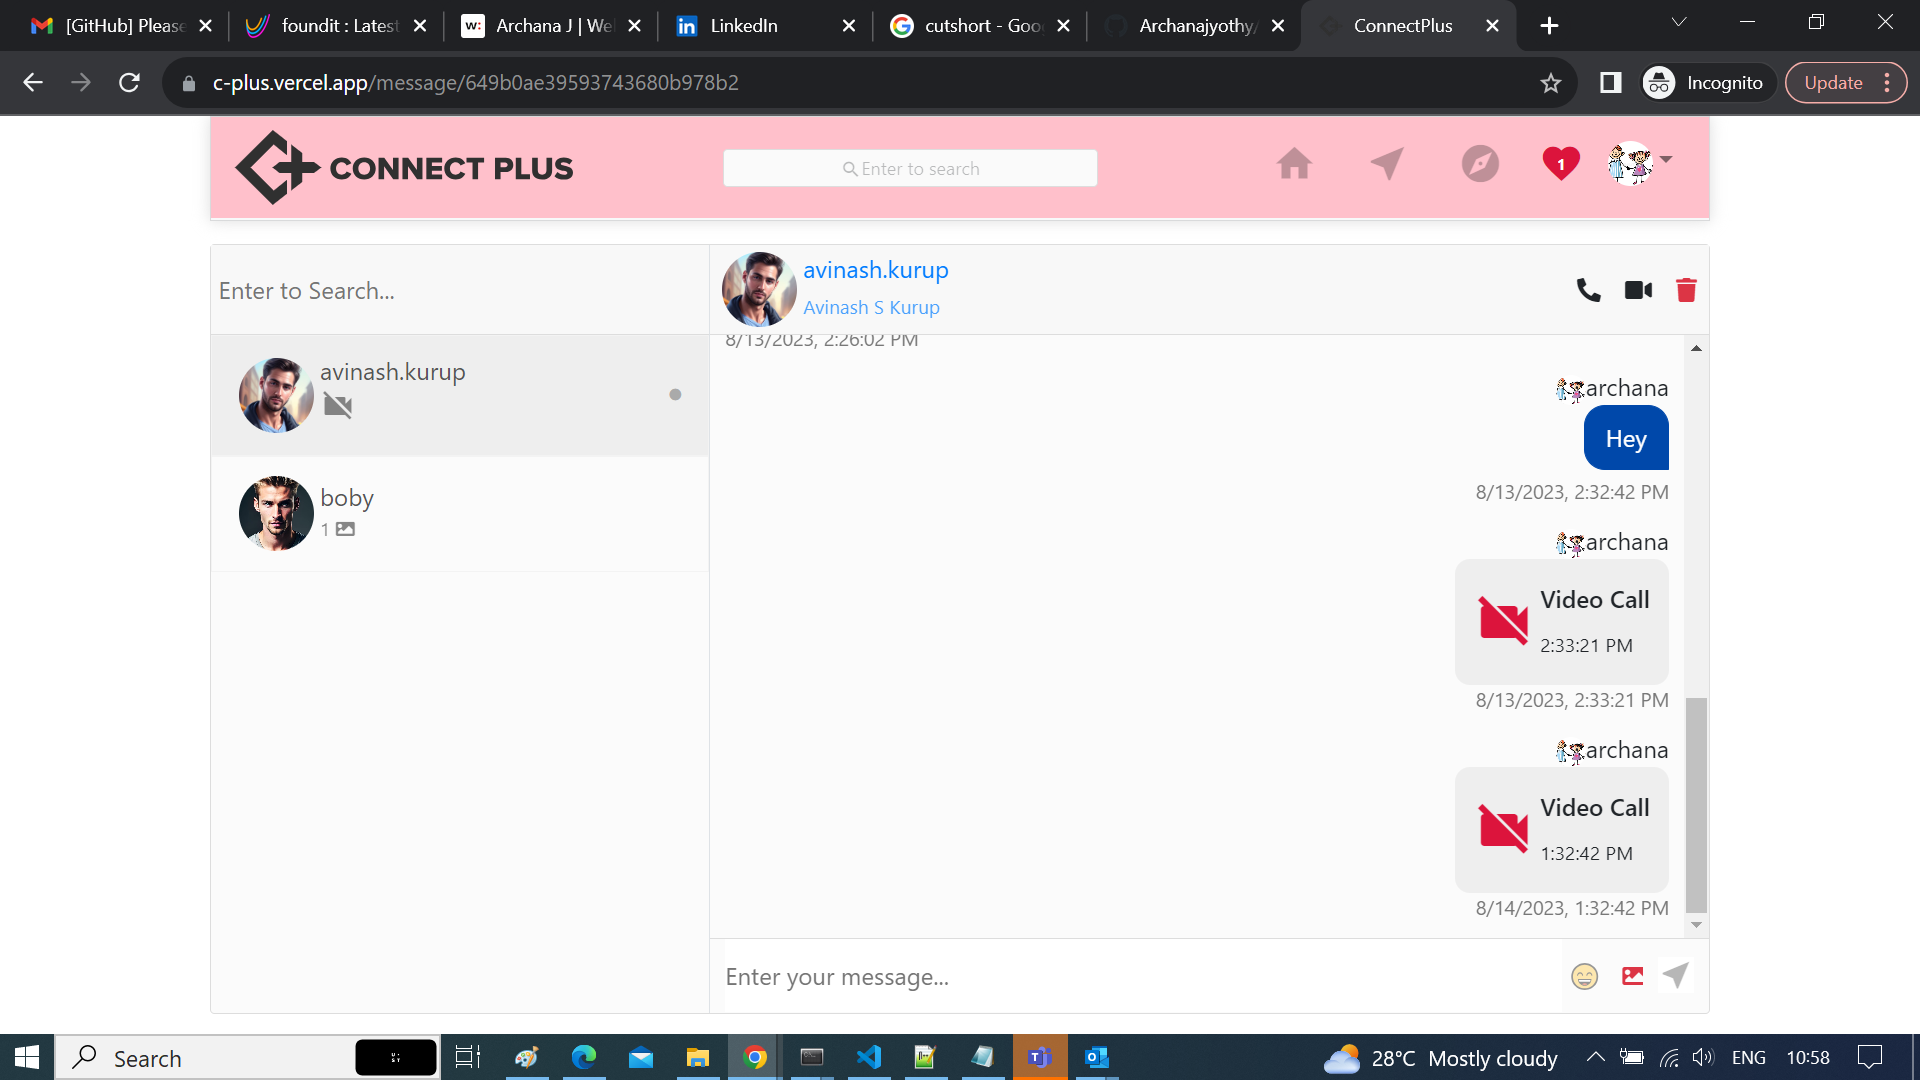 [GitHub] Please
foundit : Latest
w: Archana J | Wel
in LinkedIn
cutshort - Goo
Archanajyothy/
ConnectPlus
c-plus.vercel.app/message/649b0ae39593743680b978b2
Incognito
Update
CONNECT PLUS
Enter to search
1
Enter to Search...
avinash.kurup
Avinash S Kurup
avinash.kurup
boby
1
8/13/2023, 2:26:02 PM
archana
Hey
8/13/2023, 2:32:42 PM
archana
Video Call
2:33:21 PM
8/13/2023, 2:33:21 PM
archana
Video Call
1:32:42 PM
8/14/2023, 1:32:42 PM
Enter your message...
Search
28°C Mostly cloudy
ENG
10:58